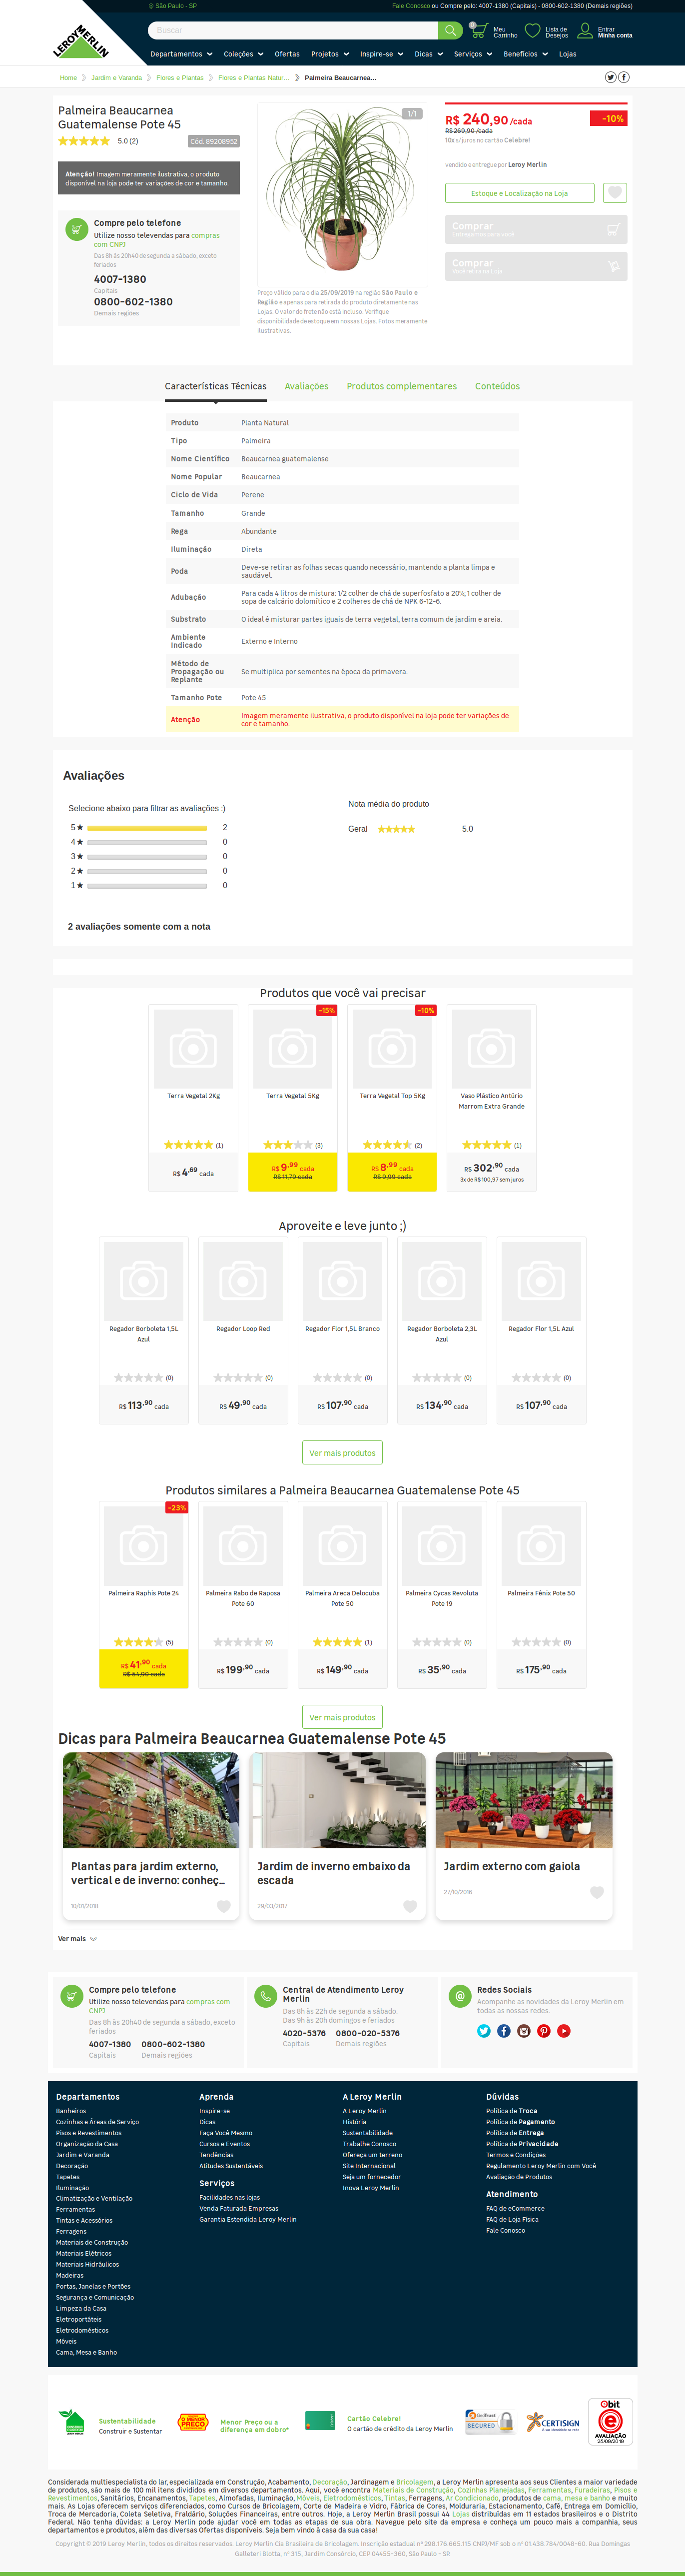 São Paulo - SP
Fale Conosco ou Compre pelo: 4007-1380 (Capitais) - 0800-602-1380 (Demais regiões)
LEROYMERLIN
Buscar
0
Meu Carrinho
Lista de Desejos
Entrar
Minha conta
Departamentos
Coleções
Ofertas
Projetos
Inspire-se
Dicas
Serviços
Benefícios
Lojas
Home
Jardim e Varanda
Flores e Plantas
Flores e Plantas Natur...
Palmeira Beaucarnea...
Palmeira Beaucarnea
Guatemalense Pote 45
5.0 (2)
Cód. 89208952
Atenção! Imagem meramente ilustrativa, o produto
disponível na loja pode ter variações de cor e tamanho.
Compre pelo telefone
Utilize nosso televendas para compras
com CNPJ
Das 8h às 20h40 de segunda a sábado, exceto
feriados
4007-1380
Capitais
0800-602-1380
Demais regiões
1/1
Preço válido para o dia 25/09/2019 na região São Paulo e
Região e apenas para retirada do produto diretamente nas
Lojas. O valor do frete não está incluso. Verifique
disponibilidade de estoque em nossas Lojas. Fotos meramente
ilustrativas.
R$ 240,90 /cada
-10%
R$ 269,90 /cada
10x s/ juros no cartão Celebre!
vendido e entregue por Leroy Merlin
Estoque e Localização na Loja
Comprar
Comprar
Características Técnicas
Avaliações
Produtos complementares
Conteúdos
Produto Planta Natural
Tipo Palmeira
Nome Científico Beaucarnea guatemalense
Nome Popular Beaucarnea
Ciclo de Vida Perene
Tamanho Grande
Rega Abundante
Iluminação Direta
Poda Deve-se retirar as folhas secas quando necessário, mantendo a planta limpa e
saudável.
Adubação Para cada 4 litros de mistura: 1/2 colher de chá de superfosfato a 20%; 1 colher de
sopa de calcário dolomítico e 2 colheres de chá de NPK 6-12-6.
Substrato O ideal é misturar partes iguais de terra vegetal, terra comum de jardim e areia.
Ambiente
Indicado Externo e Interno
Método de
Propagação ou
Replante Se multiplica por sementes na época da primavera.
Tamanho Pote Pote 45
Atenção Imagem meramente ilustrativa, o produto disponível na loja pode ter variações de
cor e tamanho.
Avaliações
Selecione abaixo para filtrar as avaliações :)
5 ★ 2
4 ★ 0
3 ★ 0
2 ★ 0
1 ★ 0
Nota média do produto
Geral 5.0
2 avaliações somente com a nota
Produtos que você vai precisar
Terra Vegetal 2Kg
(1)
R$ 4,69 cada
-15%
Terra Vegetal 5Kg
(3)
R$ 9,99 cada
R$ 11,79 cada
-10%
Terra Vegetal Top 5Kg
(2)
R$ 8,99 cada
R$ 9,99 cada
Vaso Plástico Antúrio
Marrom Extra Grande
(1)
R$ 302,90 cada
3x de R$ 100,97 sem juros
Aproveite e leve junto ;)
Regador Borboleta 1,5L
Azul
(0)
R$ 113,90 cada
Regador Loop Red
(0)
R$ 49,90 cada
Regador Flor 1,5L Branco
(0)
R$ 107,90 cada
Regador Borboleta 2,3L
Azul
(0)
R$ 134,90 cada
Regador Flor 1,5L Azul
(0)
R$ 107,90 cada
Ver mais produtos
Produtos similares a Palmeira Beaucarnea Guatemalense Pote 45
-23%
Palmeira Raphis Pote 24
(5)
R$ 41,90 cada
R$ 54,90 cada
Palmeira Rabo de Raposa
Pote 60
(0)
R$ 199,90 cada
Palmeira Areca Delocuba
Pote 50
(1)
R$ 149,90 cada
Palmeira Cycas Revoluta
Pote 19
(0)
R$ 35,90 cada
Palmeira Fênix Pote 50
(0)
R$ 175,90 cada
Ver mais produtos
Dicas para Palmeira Beaucarnea Guatemalense Pote 45
Plantas para jardim externo,
vertical e de inverno: conheç...
10/01/2018
Jardim de inverno embaixo da
escada
29/03/2017
Jardim externo com gaiola
27/10/2016
Ver mais
Compre pelo telefone
Utilize nosso televendas para compras com
CNPJ
Das 8h às 20h40 de segunda a sábado, exceto
feriados
4007-1380 0800-602-1380
Capitais Demais regiões
Central de Atendimento Leroy
Merlin
Das 8h às 22h de segunda a sábado.
Das 9h às 20h domingos e feriados
4020-5376 0800-020-5376
Capitais Demais regiões
Redes Sociais
Acompanhe as novidades da Leroy Merlin em
todas as nossas redes.
Departamentos
Banheiros
Cozinhas e Áreas de Serviço
Pisos e Revestimentos
Organização da Casa
Jardim e Varanda
Decoração
Tapetes
Iluminação
Climatização e Ventilação
Ferramentas
Tintas e Acessórios
Ferragens
Materiais de Construção
Materiais Elétricos
Materiais Hidráulicos
Madeiras
Portas, Janelas e Portões
Segurança e Comunicação
Limpeza da Casa
Eletroportáteis
Eletrodomésticos
Móveis
Cama, Mesa e Banho
Aprenda
Inspire-se
Dicas
Faça Você Mesmo
Cursos e Eventos
Tendências
Atitudes Sustentáveis
Serviços
Facilidades nas lojas
Venda Faturada Empresas
Garantia Estendida Leroy Merlin
A Leroy Merlin
A Leroy Merlin
História
Sustentabilidade
Trabalhe Conosco
Ofereça um terreno
Site Internacional
Seja um fornecedor
Inova Leroy Merlin
Dúvidas
Política de Troca
Política de Pagamento
Política de Entrega
Política de Privacidade
Termos e Condições
Regulamento Leroy Merlin com Você
Avaliação de Produtos
Atendimento
FAQ de eCommerce
FAQ de Loja Física
Fale Conosco
Sustentabilidade
Construir e Sustentar
MENOR PREÇO
Menor Preço ou a
diferença em dobro*
Cartão Celebre!
O cartão de crédito da Leroy Merlin
SECURED
CERTISIGN
ebit
AVALIAÇÃO
25/09/2019
Considerada multiespecialista do lar, especializada em Construção, Acabamento, Decoração, Jardinagem e Bricolagem, a Leroy Merlin apresenta aos seus Clientes a maior variedade
de produtos, são mais de 100 mil itens divididos em diversos departamentos. Aqui, você encontra Materiais de Construção, Cozinhas Planejadas, Ferramentas, Furadeiras, Pisos e
Revestimentos, Sanitários, Encanamentos, Tapetes, Almofadas, Iluminação, Móveis, Eletrodomésticos, Tintas, Ferragens, Ar Condicionado, produtos de cama, mesa e banho e muito
mais. As Lojas oferecem serviços diferenciados, como Cursos de Bricolagem, Corte de Madeira e Vidro, Fábrica de Cores, Molduraria, Estacionamento, Café, Entrega em Domicílio,
Troca de Mercadoria, Coleta Seletiva, Fraldário, Soluções Financeiras, entre outros. Hoje, a Leroy Merlin Brasil possui 44 Lojas distribuídas em 11 estados brasileiros e o Distrito
Federal. Não tenha dúvidas: a Leroy Merlin pode ajudar você em todas as etapas de sua obra. Navegue pelo site da empresa e conheça um pouco mais a companhia, seus
departamentos e produtos, além das diversas Ofertas disponíveis. Seja bem vindo à casa da sua casa!
Copyright © 2019 Leroy Merlin, todos os direitos reservados. Leroy Merlin Cia Brasileira de Bricolagem. Inscrição estadual nº 298.176.665.115 CNPJ/MF sob o nº 01.438.784/0048-60. Rua Domingas
Galleteri Blotta, nº 315, Jardim Consórcio, CEP 04455-360, São Paulo - SP.